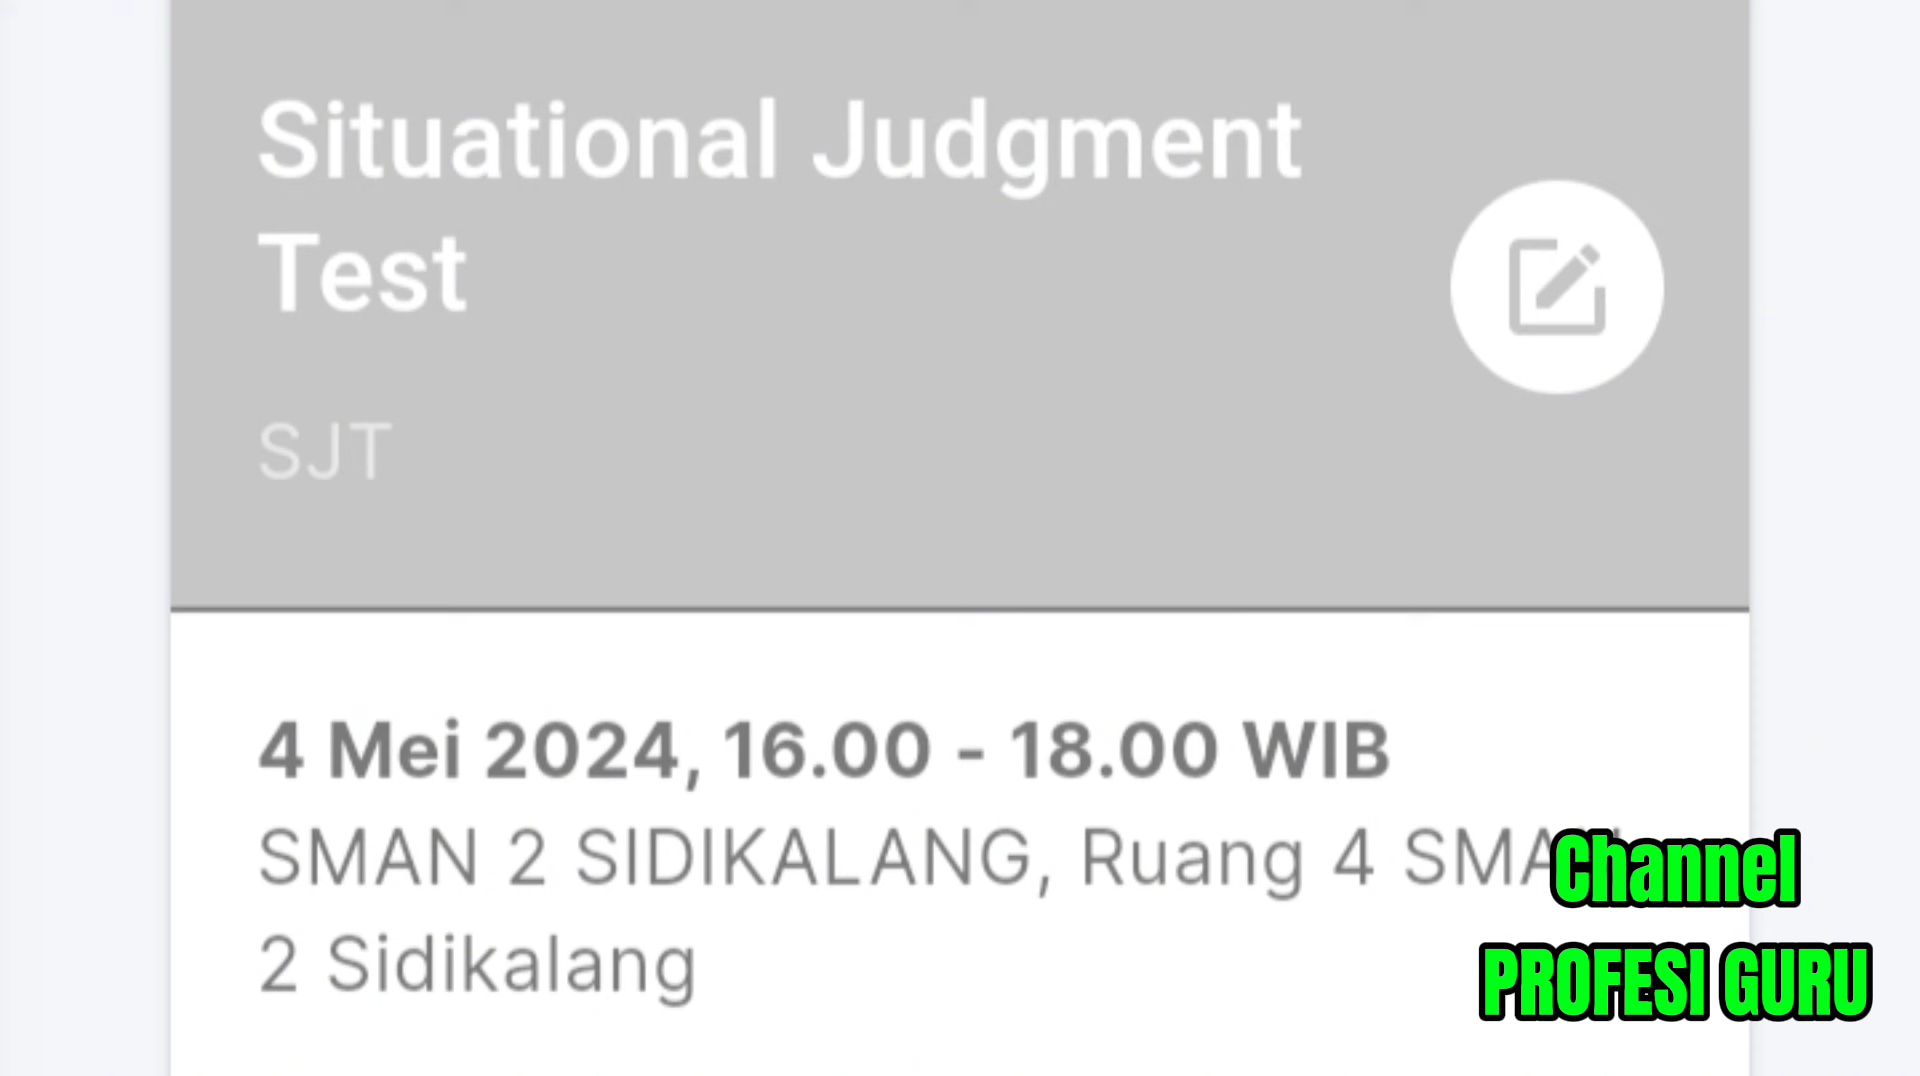 Situational Judgment
Test
SJT
4 Mei 2024, 16.00 - 18.00 WIB
SMAN 2 SIDIKALANG, Ruang 4
2 Sidikalang
Channel
PROFESI GURU